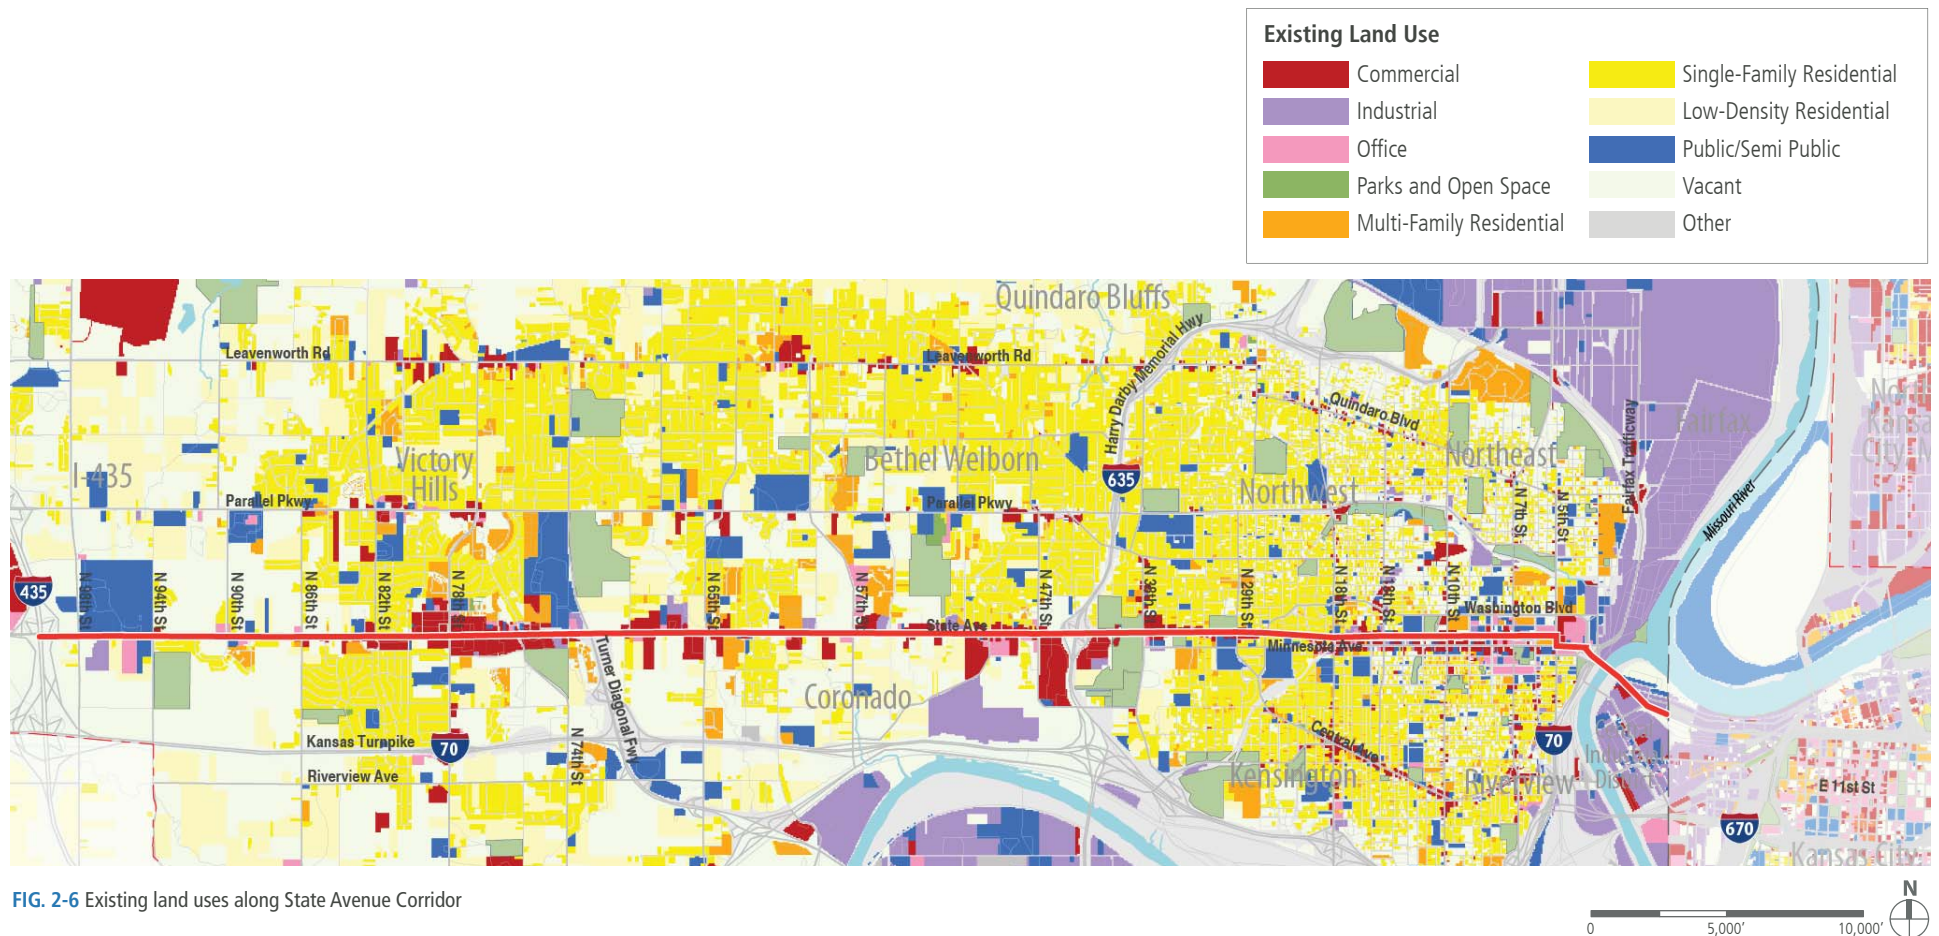 Existing Land Use
Commercial
Single-Family Residential
Industrial
Low-Density Residential
Office
Public/Semi Public
Parks and Open Space
Vacant
Multi-Family Residential
Other
Quindaro Bluffs
Leavenworth Rd
Leavenworth Rd
Harry Darby Memorial Hwy
Quindaro Blvd
Fairfax Trafficway
Fairfax
North
Kansas
City, M
I-435
Victory
Hills
Bethel Welborn
635
Northwest
Northeast
Parallel Pkwy
Parallel Pkwy
N 7th St
N 5th St
Missouri River
435
N 98th St
N 94th St
N 90th St
N 86th St
N 82th St
N 78th St
N 65th St
N 57th St
N 47th St
N 38th St
N 29th St
N 18th St
N 10th St
Washington Blvd
State Ave
Minnesota Ave
Turner Diagonal Fwy
Coronado
Kansas Turnpike
70
N 74th St
Central Ave
70
Riverview Ave
Kensington
Riverview
Dist
E 11st St
670
Kansas City,
FIG. 2-6 Existing land uses along State Avenue Corridor
N
0
5,000’
10,000’